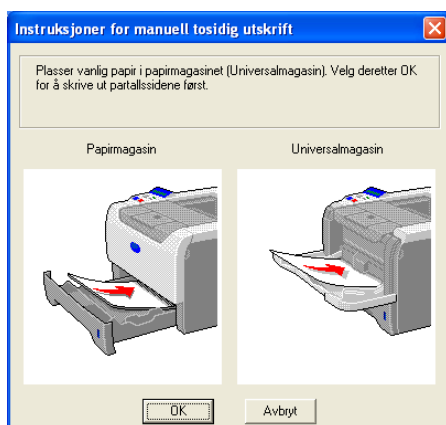 Instruksjoner for manuell tosidig utskrift
Plasser vanlig papir i papirmagasinet (Universalmagasin). Velg deretter OK
for å skrive ut partallssidene først.
Papirmagasin
Universalmagasin
OK
Avbryt